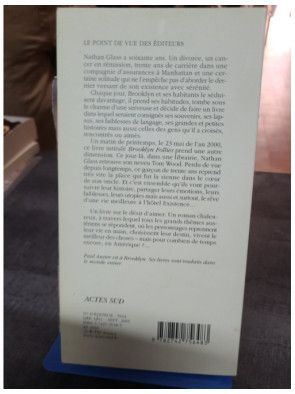 LE POINT DE VUE DES ÉDITEURS
Nathan Glass a soixante ans. Un divorce, un can-
cer en rémission, trente ans de carrière dans une
compagnie d'assurances à Manhattan et une cer-
taine solitude qui ne l'empêche pas d'aborder le der-
nier versant de son existence avec sérénité.
Chaque jour, Brooklyn et ses habitants le sédui-
sent davantage, il prend ses habitudes, tombe sous
le charme d'une serveuse et décide de faire un livre
dans lequel seraient consignés ses souvenirs, ses lap-
sus, ses faiblesses de langage, ses grandes et petites
histoires mais aussi celles des gens qu'il a croisés,
rencontrés ou aimés.
Un matin de printemps, le 23 de l'an 2000,
ce livre intitulé Brooklyn Follies prend une autre
dimension. Ce jour-là, dans une librairie, Nathan
Glass retrouve son neveu Tom Wood. Perdu de vue
depuis longtemps, ce garçon de trente ans reprend
très vite la place qui fut la sienne dans le cœur
de son oncle. Et c'est ensemble qu'ils vont pour-
suivre leur histoire, partager leurs émotions, leurs
faiblesses, leurs utopies mais aussi et surtout, le rêve
d'une vie meilleure à l'hôtel Existence...
Un livre sur le désir d'aimer. Un roman chaleu-
reux, à travers lequel tous les grands thèmes aus-
tériens se répondent, où les personnages reprennent
leur vie en main, choisissent leur destin, vivent le
meilleur des choses – mais pour combien de temps
encore, en Amérique ?...
Paul Auster vit à Brooklyn. Ses livres sont traduits dans
le monde entier.
ACTES SUD